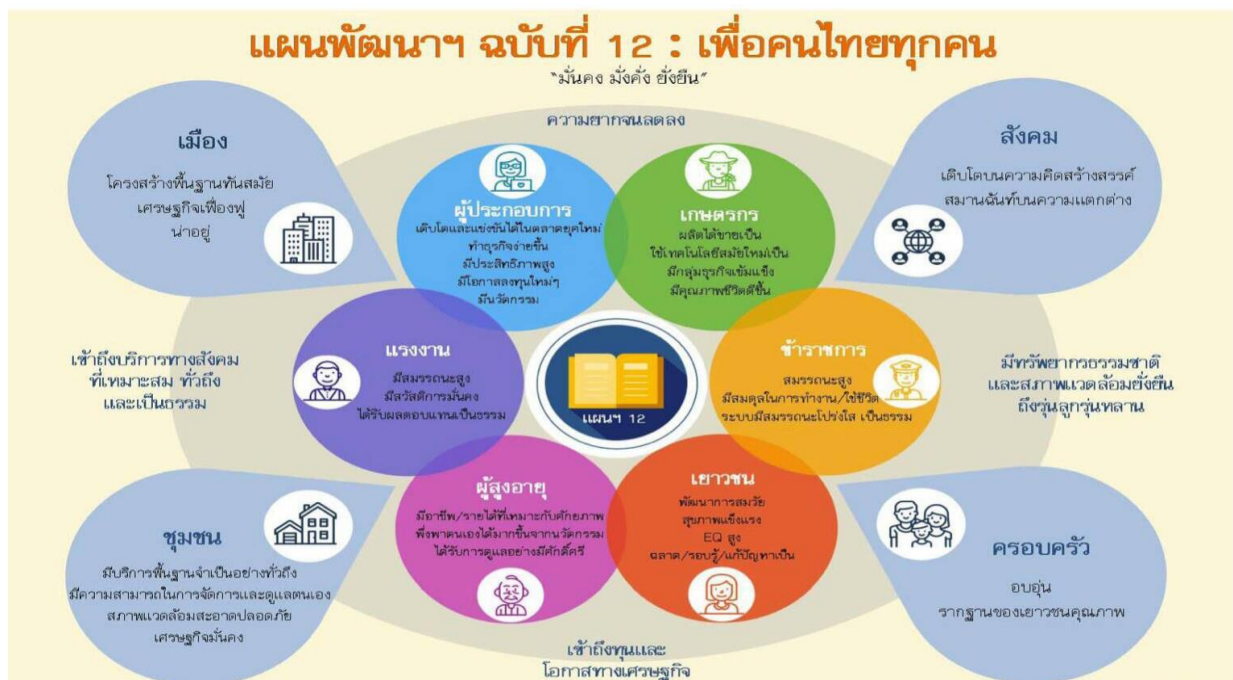 แผนพัฒนาฯ ฉบับที่ 12 : เพื่อคนไทยทุกคน
“มั่นคง มั่งคั่ง ยั่งยืน”
ความยากจนลดลง
เมือง
โครงสร้างพื้นฐานทันสมัย
เศรษฐกิจเฟื่องฟู
น่าอยู่
ผู้ประกอบการ
เติบโตและแข่งขันได้ในตลาดยุคใหม่
ทำธุรกิจง่ายขึ้น
มีประสิทธิภาพสูง
มีโอกาสลงทุนใหม่ๆ
มีนวัตกรรม
เกษตรกร
ผลิตได้ขายเป็น
ใช้เทคโนโลยีสมัยใหม่เป็น
มีกลุ่มธุรกิจเข้มแข็ง
มีคุณภาพชีวิตดีขึ้น
สังคม
เติบโตบนความคิดสร้างสรรค์
สมานฉันท์บนความแตกต่าง
เข้าถึงบริการทางสังคม
ที่เหมาะสม ทั่วถึง
และเป็นธรรม
แรงงาน
มีสมรรถนะสูง
มีสวัสดิการมั่นคง
ได้รับผลตอบแทนเป็นธรรม
แผนฯ 12
ข้าราชการ
สมรรถนะสูง
มีสมดุลในการทำงาน/ใช้ชีวิต
ระบบมีสมรรถนะโปร่งใส เป็นธรรม
มีทรัพยากรธรรมชาติ
และสภาพแวดล้อมยั่งยืน
ถึงรุ่นลูกรุ่นหลาน
ชุมชน
มีบริการพื้นฐานจำเป็นอย่างทั่วถึง
มีความสามารถในการจัดการและดูแลตนเอง
สภาพแวดล้อมสะอาดปลอดภัย
เศรษฐกิจมั่นคง
ผู้สูงอายุ
มีอาชีพ/รายได้ที่เหมาะกับศักยภาพ
พึ่งพาตนเองได้มากขึ้นจากนวัตกรรม
ได้รับการดูแลอย่างมีศักดิ์ศรี
เยาวชน
พัฒนาการสมวัย
สุขภาพแข็งแรง
EQ สูง
ฉลาด/รอบรู้/แก้ปัญหาเป็น
ครอบครัว
อบอุ่น
รากฐานของเยาวชนคุณภาพ
เข้าถึงทุนและ
โอกาสทางเศรษฐกิจ